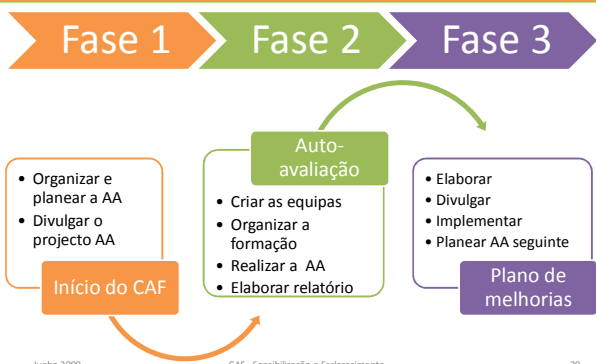 Fase 1
Fase 2
Fase 3
• Organizar e
planear a AA
• Divulgar o
projecto AA
Início do CAF
Auto-
avaliação
• Criar as equipas
• Organizar a
formação
• Realizar a AA
• Elaborar relatório
• Elaborar
• Divulgar
• Implementar
• Planear AA seguinte
Plano de
melhorias